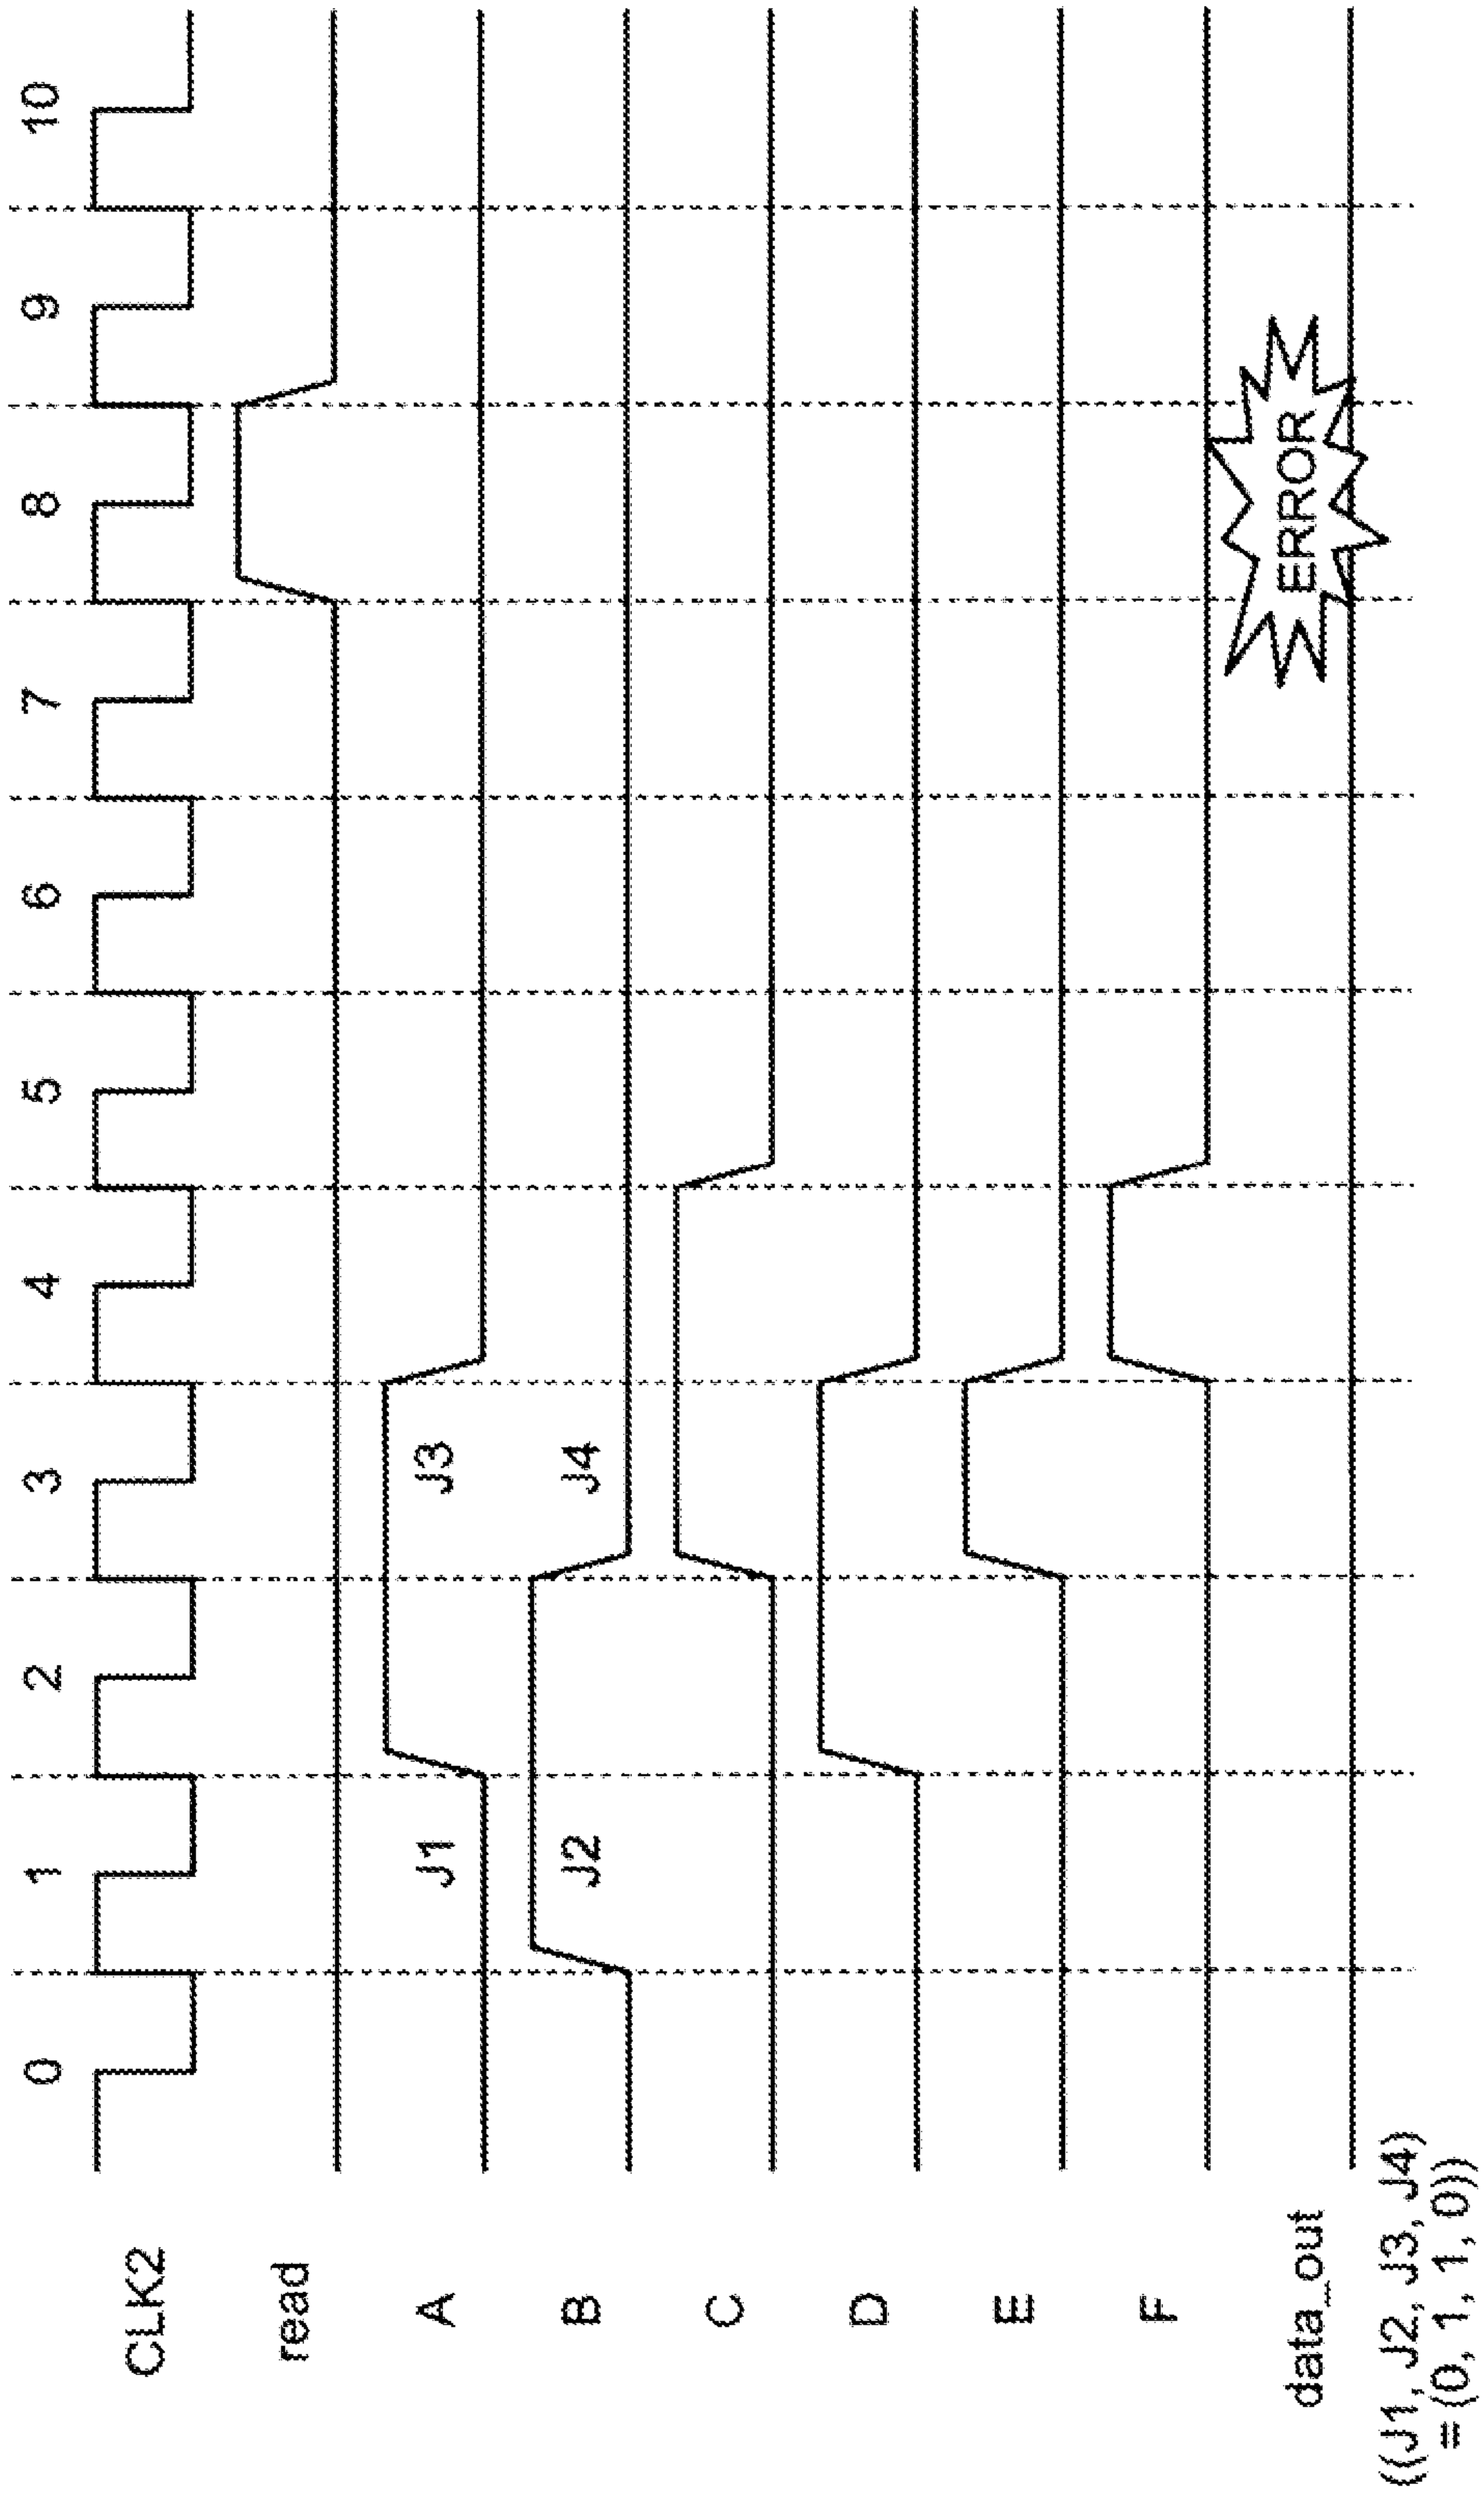 0 1 2 3 4 5 6 7 8 9 10
CLK2
read
A J1 J3
B J2 J4
C
D
E
F
data_out ERROR
((J1, J2, J3, J4)
= (0, 1, 1, 0))